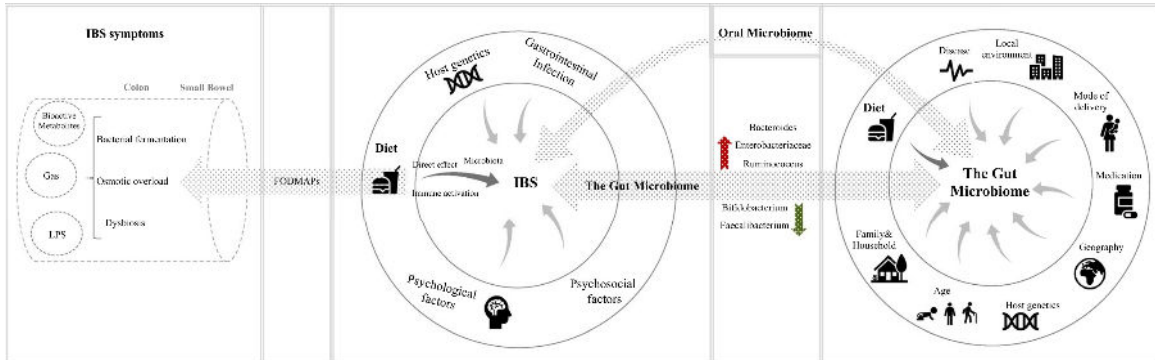 IBS symptoms
Colon
Small Bowel
Bioactive
Metabolites
Gas
LPS
Bacterial fermentation
Osmotic overload
Dysbiosis
FODMAPs
Host genetics
Gastrointestinal
Infection
Diet
Direct effect
Microbiota
Immune activation
IBS
Psychological
factors
Psychosocial
factors
Oral Microbiome
Bacteroides
Enterobacteriaceae
Ruminococcus
The Gut Microbiome
Bifidobacterium
Faecalibacterium
Disease
Local
environment
Mode of
delivery
Diet
Medication
The Gut
Microbiome
Family&
Household
Geography
Age
Host genetics